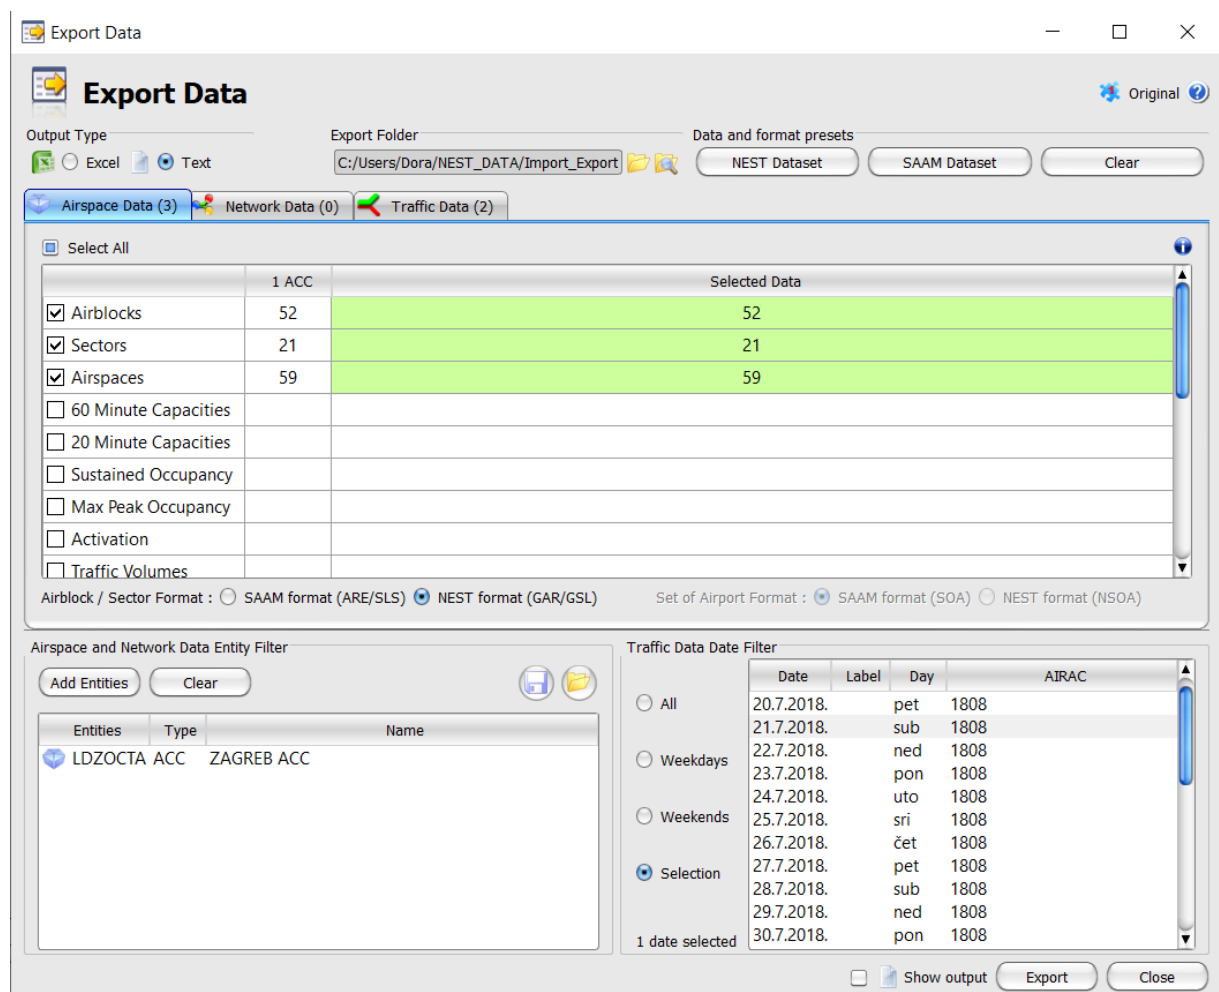 Export Data
Export Data
Original
Output Type
Export Folder
Data and format presets
Excel
Text
C:/Users/Dora/NEST_DATA/Import_Export
NEST Dataset
SAAM Dataset
Clear
Airspace Data (3)
Network Data (0)
Traffic Data (2)
Select All
1 ACC
Selected Data
Airblocks 52 52
Sectors 21 21
Airspaces 59 59
60 Minute Capacities
20 Minute Capacities
Sustained Occupancy
Max Peak Occupancy
Activation
Traffic Volumes
Airblock / Sector Format : SAAM format (ARE/SLS) NEST format (GAR/GSL) Set of Airport Format : SAAM format (SOA) NEST format (NSOA)
Airspace and Network Data Entity Filter
Add Entities
Clear
Entities Type Name
LDZOCTA ACC ZAGREB ACC
Traffic Data Date Filter
All
Weekdays
Weekends
Selection
1 date selected
Date Label Day AIRAC
20.7.2018. pet 1808
21.7.2018. sub 1808
22.7.2018. ned 1808
23.7.2018. pon 1808
24.7.2018. uto 1808
25.7.2018. sri 1808
26.7.2018. čet 1808
27.7.2018. pet 1808
28.7.2018. sub 1808
29.7.2018. ned 1808
30.7.2018. pon 1808
Show output
Export
Close